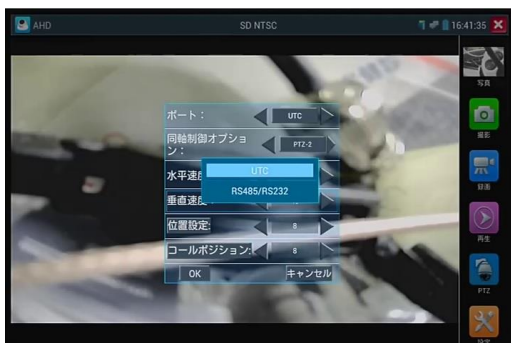 AHD
SD NTSC
16:41:35
ポート：
UTC
同軸制御オプショ
ン：
PTZ-2
水平速度
UTC
RS485/RS232
垂直速度
位置設定:
8
コールポジション:
8
OK
キャンセル
写真
撮影
録画
再生
PTZ
設定